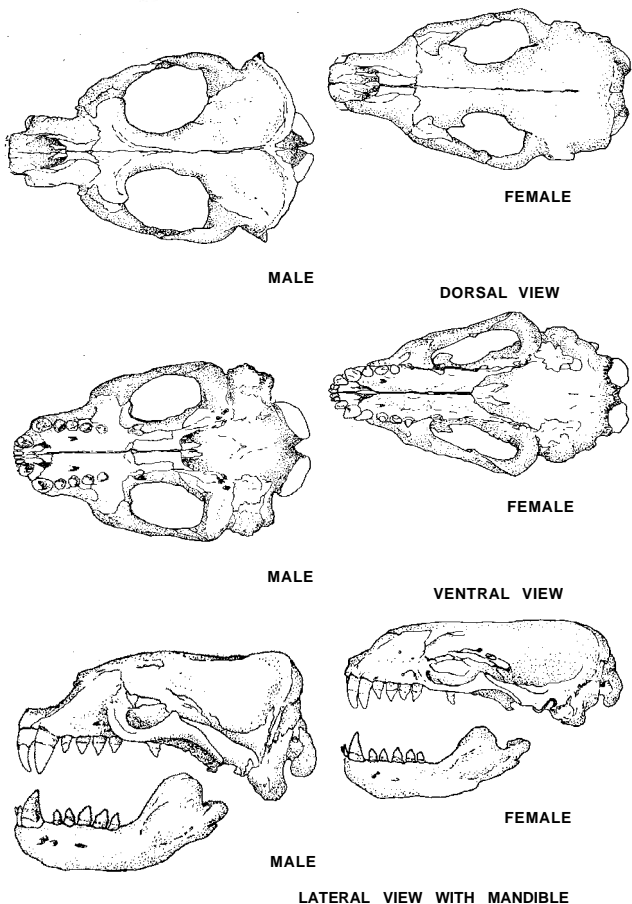 FEMALE
MALE
DORSAL VIEW
FEMALE
MALE
VENTRAL VIEW
FEMALE
MALE
LATERAL VIEW WITH MANDIBLE